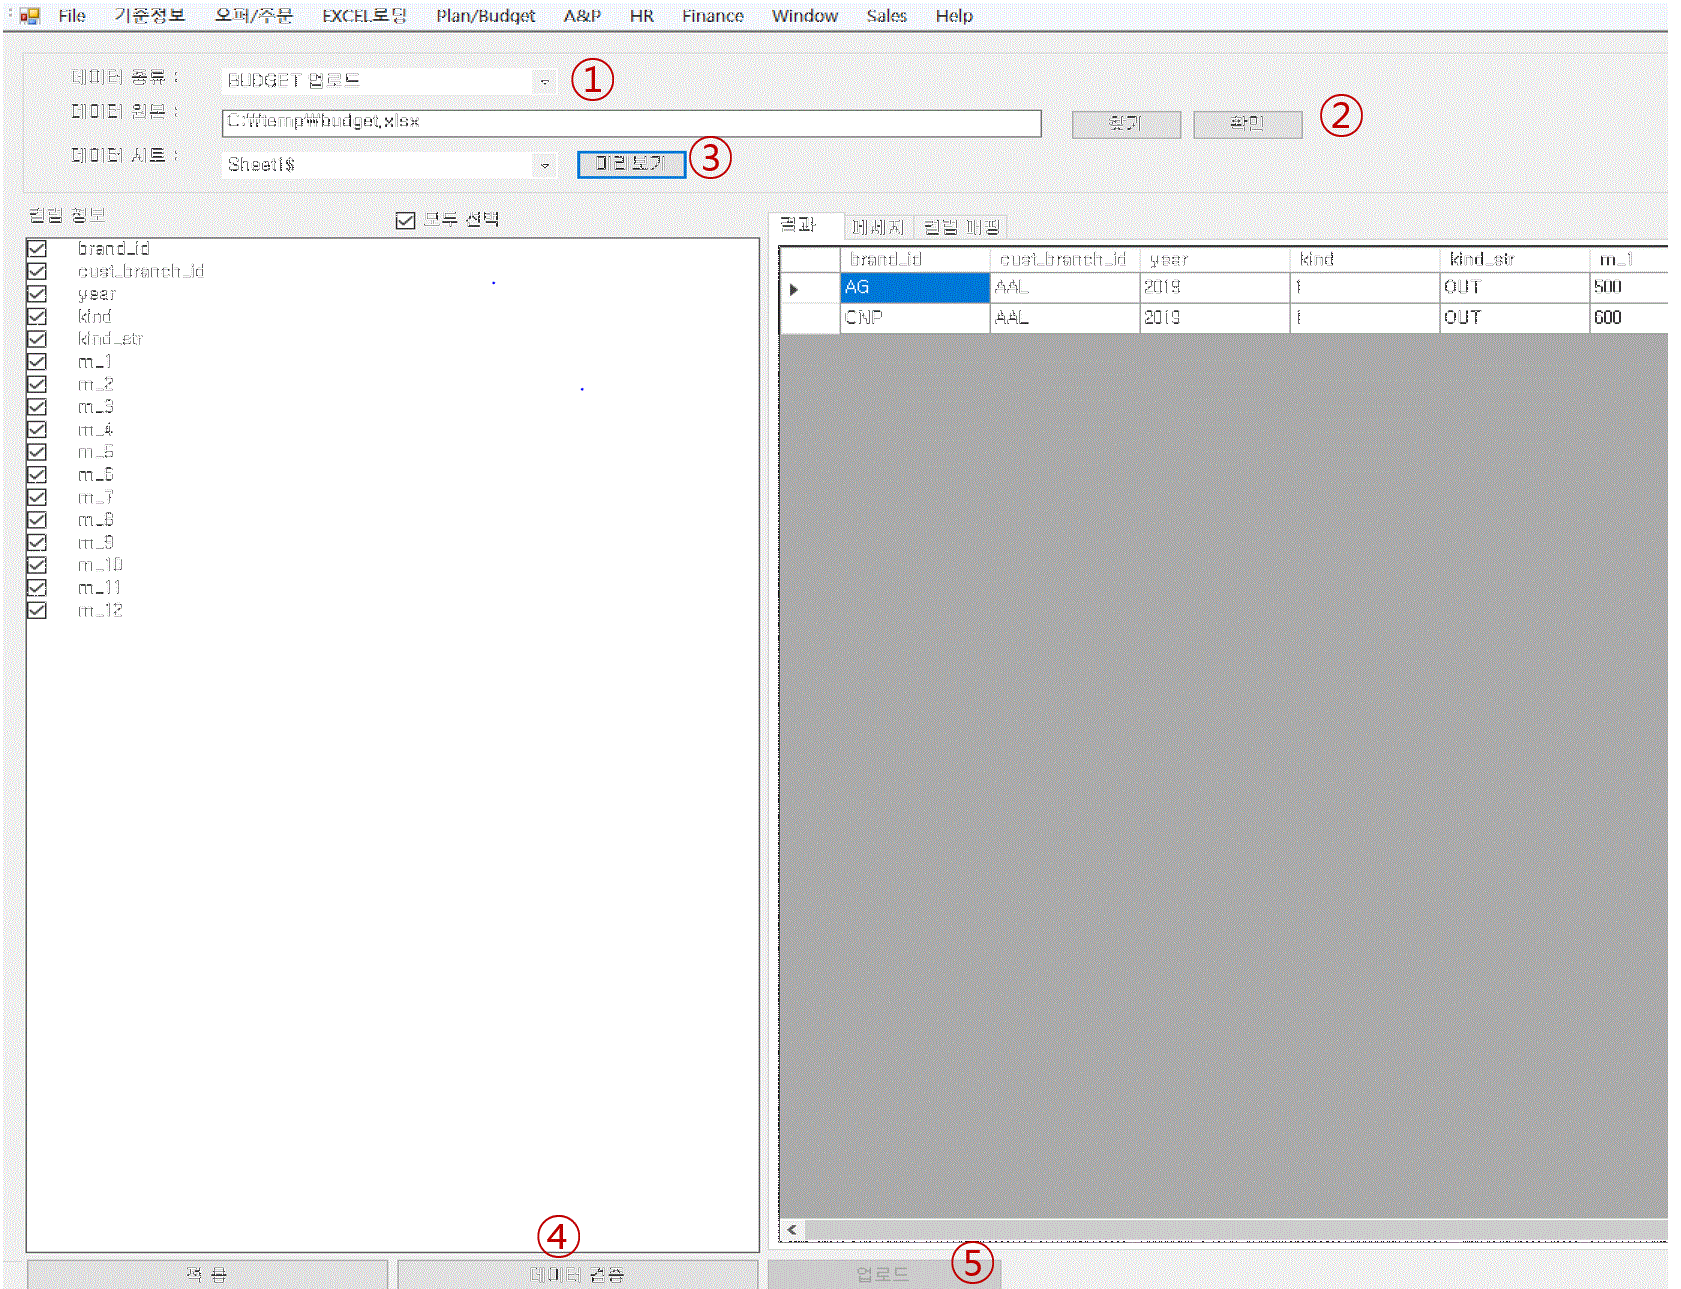 File 기준정보 오퍼/주문 EXCEL로딩 Plan/Budget A&P HR Finance Window Sales Help
데이터 종류 : BUDGET 업로드 ①
데이터 원본 : C:\temp\budget.xlsx 찾기 확인 ②
데이터 시트 : Sheet1$ 미리보기 ③
컬럼 정보 모두 선택
brand_id
cust_branch_id
year
kind
kind_str
m_1
m_2
m_3
m_4
m_5
m_6
m_7
m_8
m_9
m_10
m_11
m_12
결과 메세지 컬럼 매핑
brand_id cust_branch_id year kind kind_str m_1
AG AAL 2019 1 OUT 500
CNP AAL 2019 1 OUT 600
④
⑤
적 용 데이터 검증 업로드